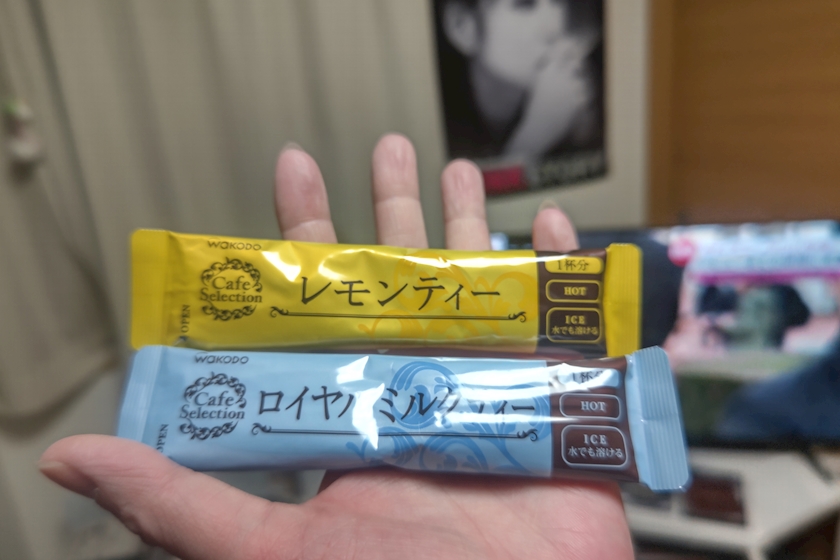 WAKODO
Cafe
Selection
レモンティー
1杯分
HOT
ICE
水でも溶ける
OPEN
WAKODO
Cafe
Selection
ロイヤルミルクティー
HOT
ICE
水でも溶ける
OPEN